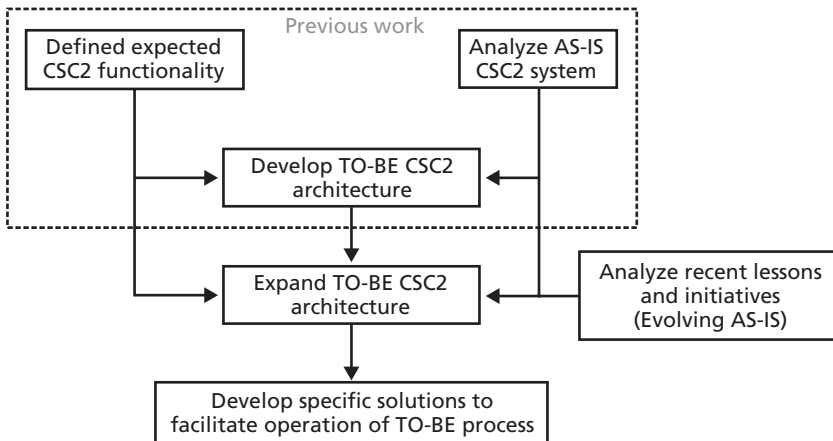 Previous work
Defined expected
CSC2 functionality
Analyze AS-IS
CSC2 system
Develop TO-BE CSC2
architecture
Expand TO-BE CSC2
architecture
Analyze recent lessons
and initiatives
(Evolving AS-IS)
Develop specific solutions to
facilitate operation of TO-BE process